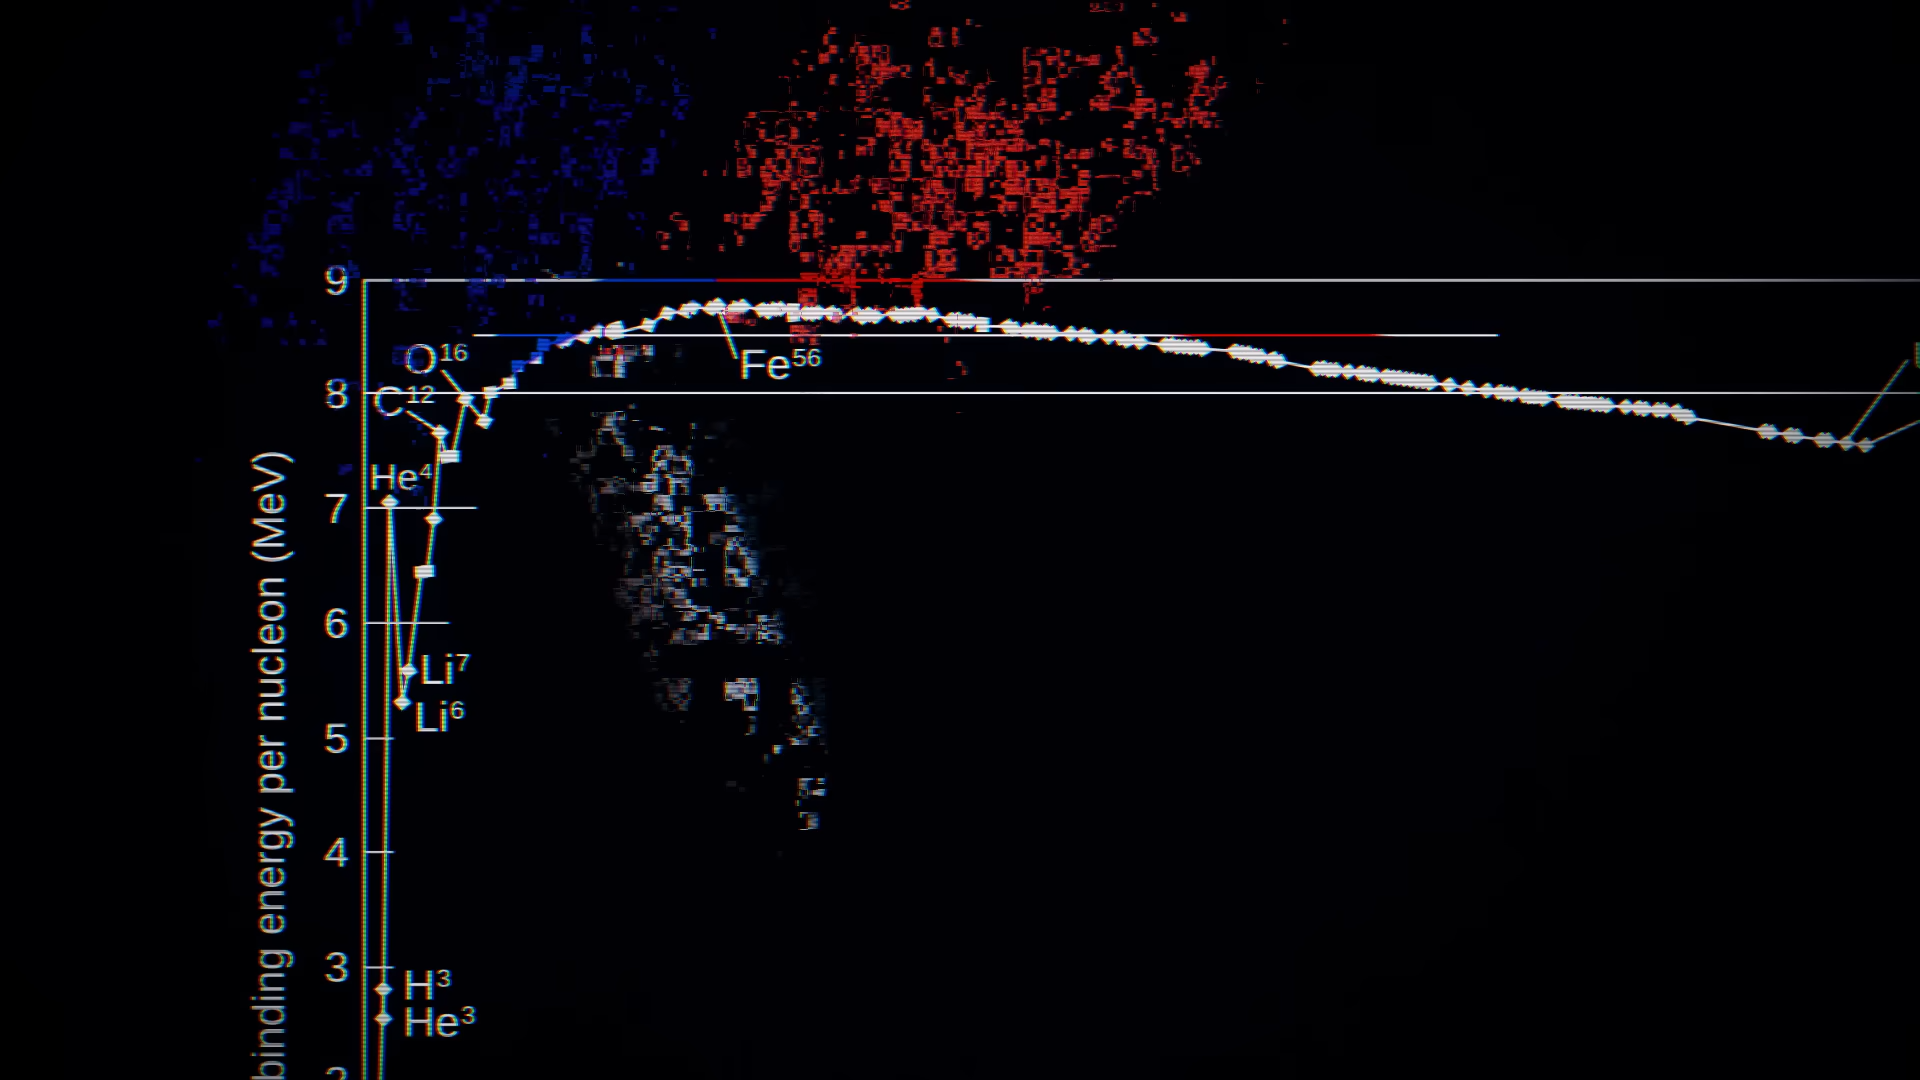 9
O¹⁶
Fe⁵⁶
8
C¹²
He⁴
7
binding energy per nucleon (MeV)
6
Li⁷
Li⁶
5
4
3
H³
He³
2